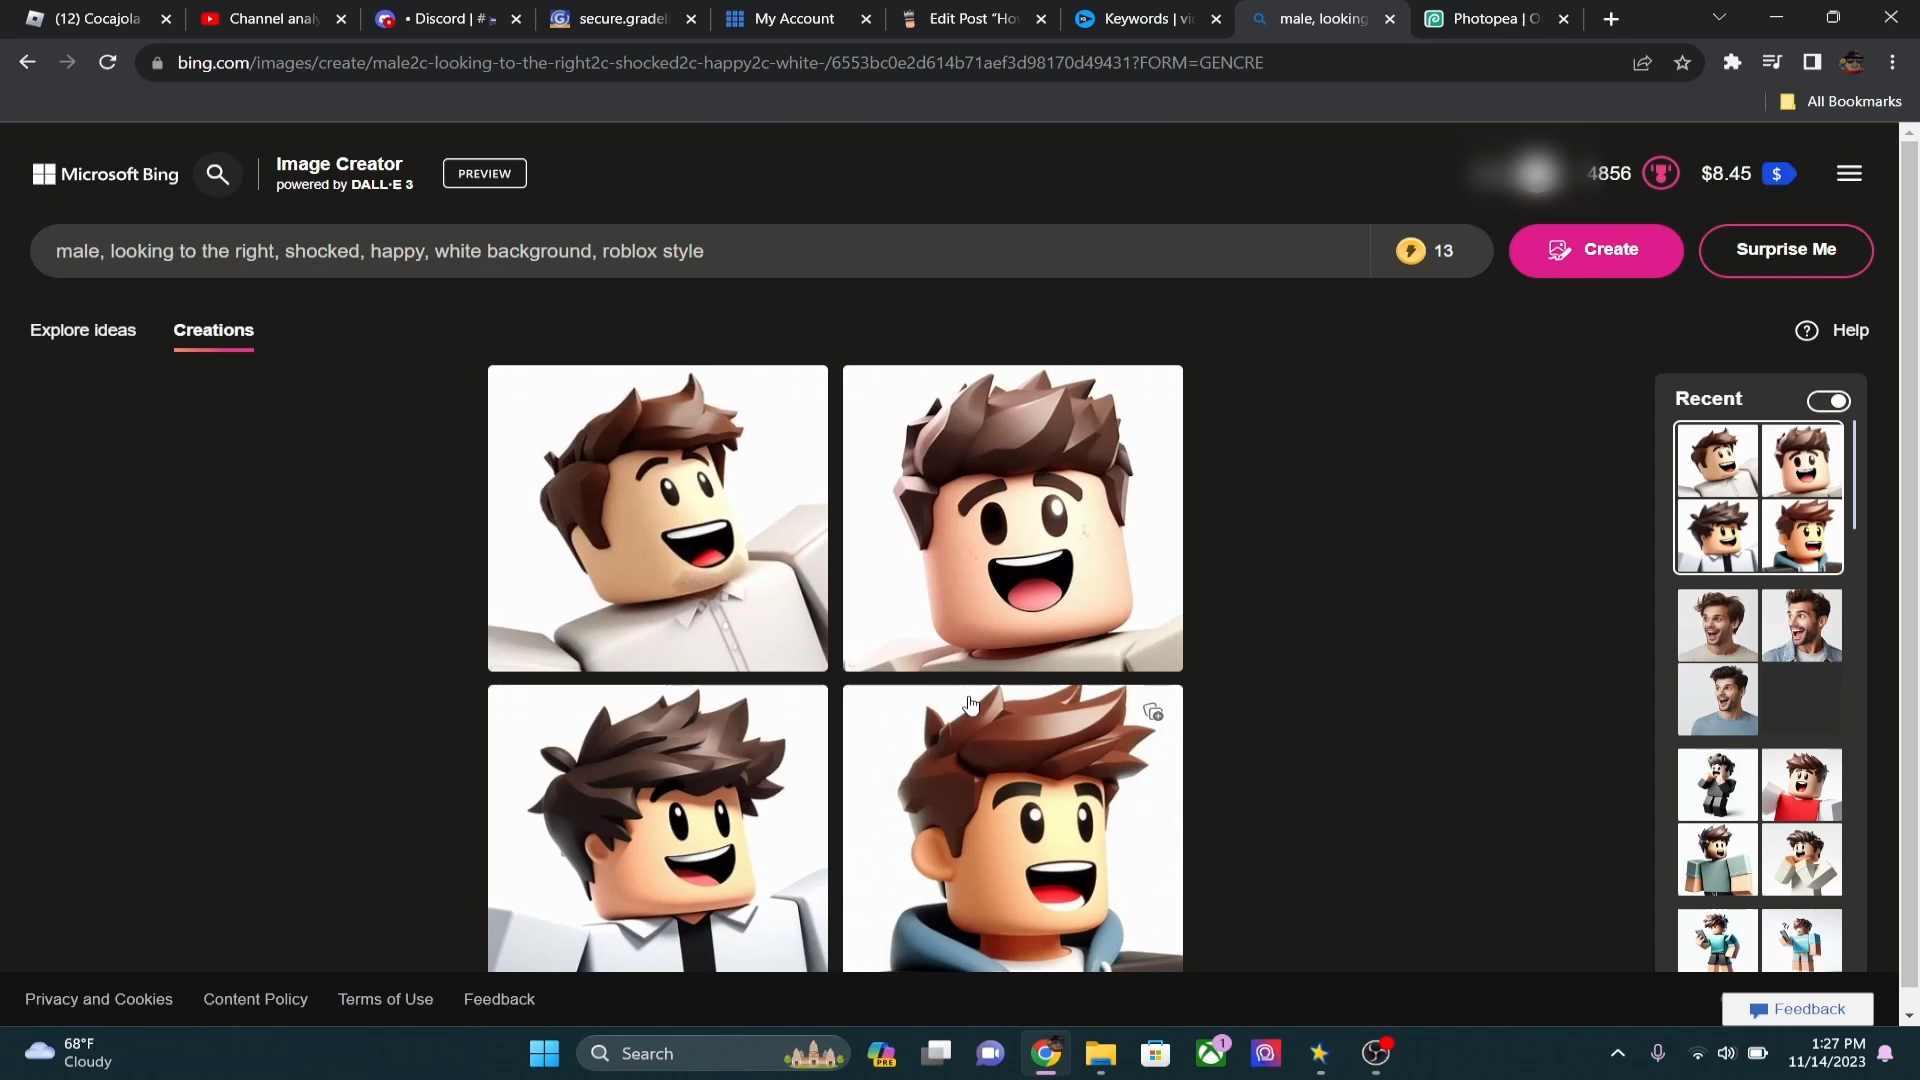 (12) Cocajola
Channel analy
• Discord | #
secure.gradel
My Account
Edit Post "Ho
Keywords | vi
male, looking
Photopea | O
bing.com/images/create/male2c-looking-to-the-right2c-shocked2c-happy2c-white-/6553bc0e2d614b71aef3d98170d49431?FORM=GENCRE
All Bookmarks
Microsoft Bing
Image Creator
powered by DALL·E 3
PREVIEW
4856
$8.45
$
male, looking to the right, shocked, happy, white background, roblox style
13
Create
Surprise Me
Explore ideas
Creations
? Help
Recent
Privacy and Cookies
Content Policy
Terms of Use
Feedback
Feedback
68°F
Cloudy
Search
PRE
1
1:27 PM
11/14/2023